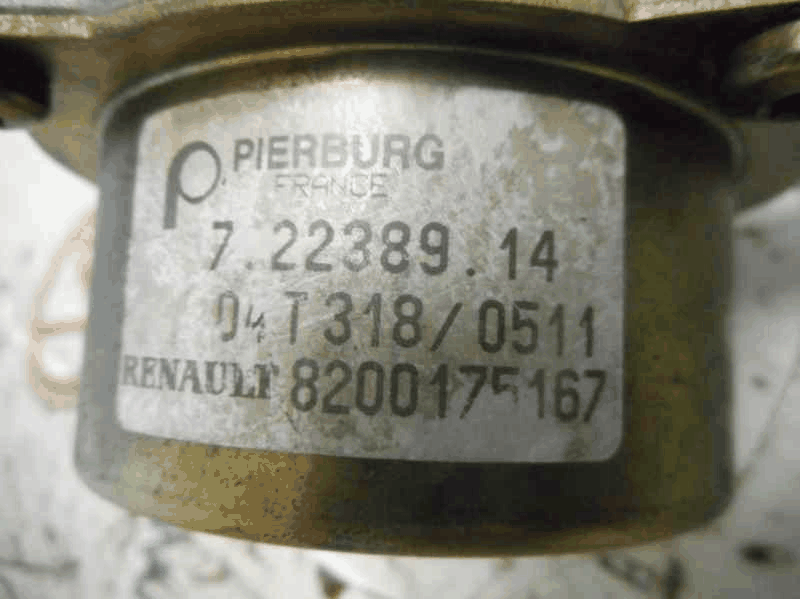 PIERBURG
FRANCE
7.22389.14
04T318/0511
RENAULT 8200175167